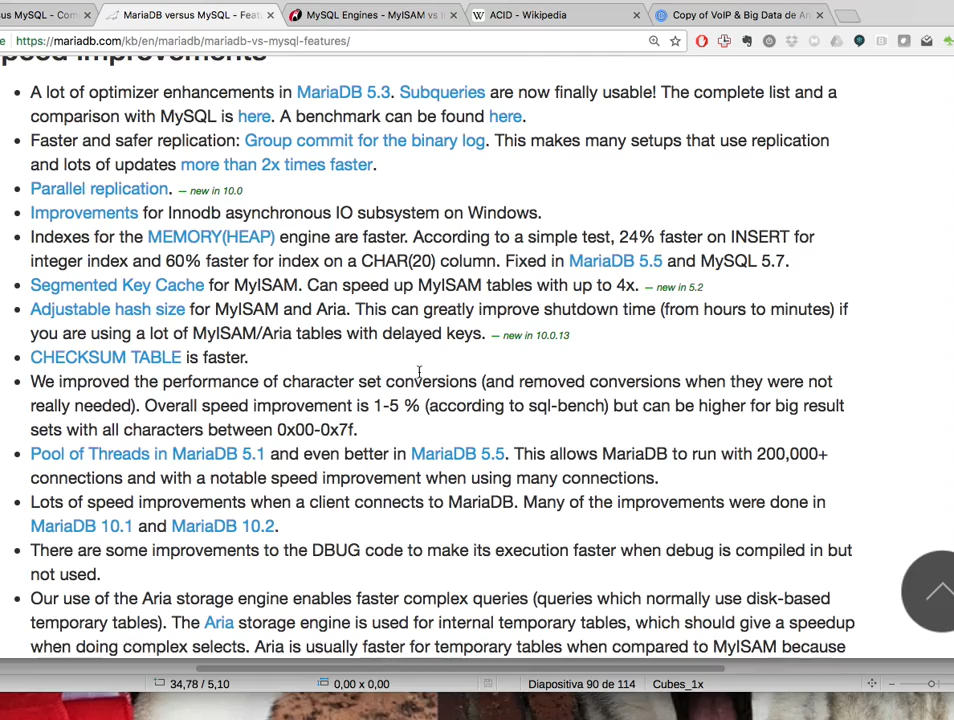 us MySQL - Com
MariaDB versus MySQL - Feat
MySQL Engines - MyISAM vs I
ACID - Wikipedia
Copy of VoIP & Big Data de An
https://mariadb.com/kb/en/mariadb/mariadb-vs-mysql-features/
peed improvements
A lot of optimizer enhancements in MariaDB 5.3. Subqueries are now finally usable! The complete list and a
comparison with MySQL is here. A benchmark can be found here.
Faster and safer replication: Group commit for the binary log. This makes many setups that use replication
and lots of updates more than 2x times faster.
Parallel replication. — new in 10.0
Improvements for Innodb asynchronous IO subsystem on Windows.
Indexes for the MEMORY(HEAP) engine are faster. According to a simple test, 24% faster on INSERT for
integer index and 60% faster for index on a CHAR(20) column. Fixed in MariaDB 5.5 and MySQL 5.7.
Segmented Key Cache for MyISAM. Can speed up MyISAM tables with up to 4x. — new in 5.2
Adjustable hash size for MyISAM and Aria. This can greatly improve shutdown time (from hours to minutes) if
you are using a lot of MyISAM/Aria tables with delayed keys. — new in 10.0.13
CHECKSUM TABLE is faster.
We improved the performance of character set conversions (and removed conversions when they were not
really needed). Overall speed improvement is 1-5 % (according to sql-bench) but can be higher for big result
sets with all characters between 0x00-0x7f.
Pool of Threads in MariaDB 5.1 and even better in MariaDB 5.5. This allows MariaDB to run with 200,000+
connections and with a notable speed improvement when using many connections.
Lots of speed improvements when a client connects to MariaDB. Many of the improvements were done in
MariaDB 10.1 and MariaDB 10.2.
There are some improvements to the DBUG code to make its execution faster when debug is compiled in but
not used.
Our use of the Aria storage engine enables faster complex queries (queries which normally use disk-based
temporary tables). The Aria storage engine is used for internal temporary tables, which should give a speedup
when doing complex selects. Aria is usually faster for temporary tables when compared to MyISAM because
34,78 / 5,10
0,00 x 0,00
Diapositiva 90 de 114
Cubes_1x